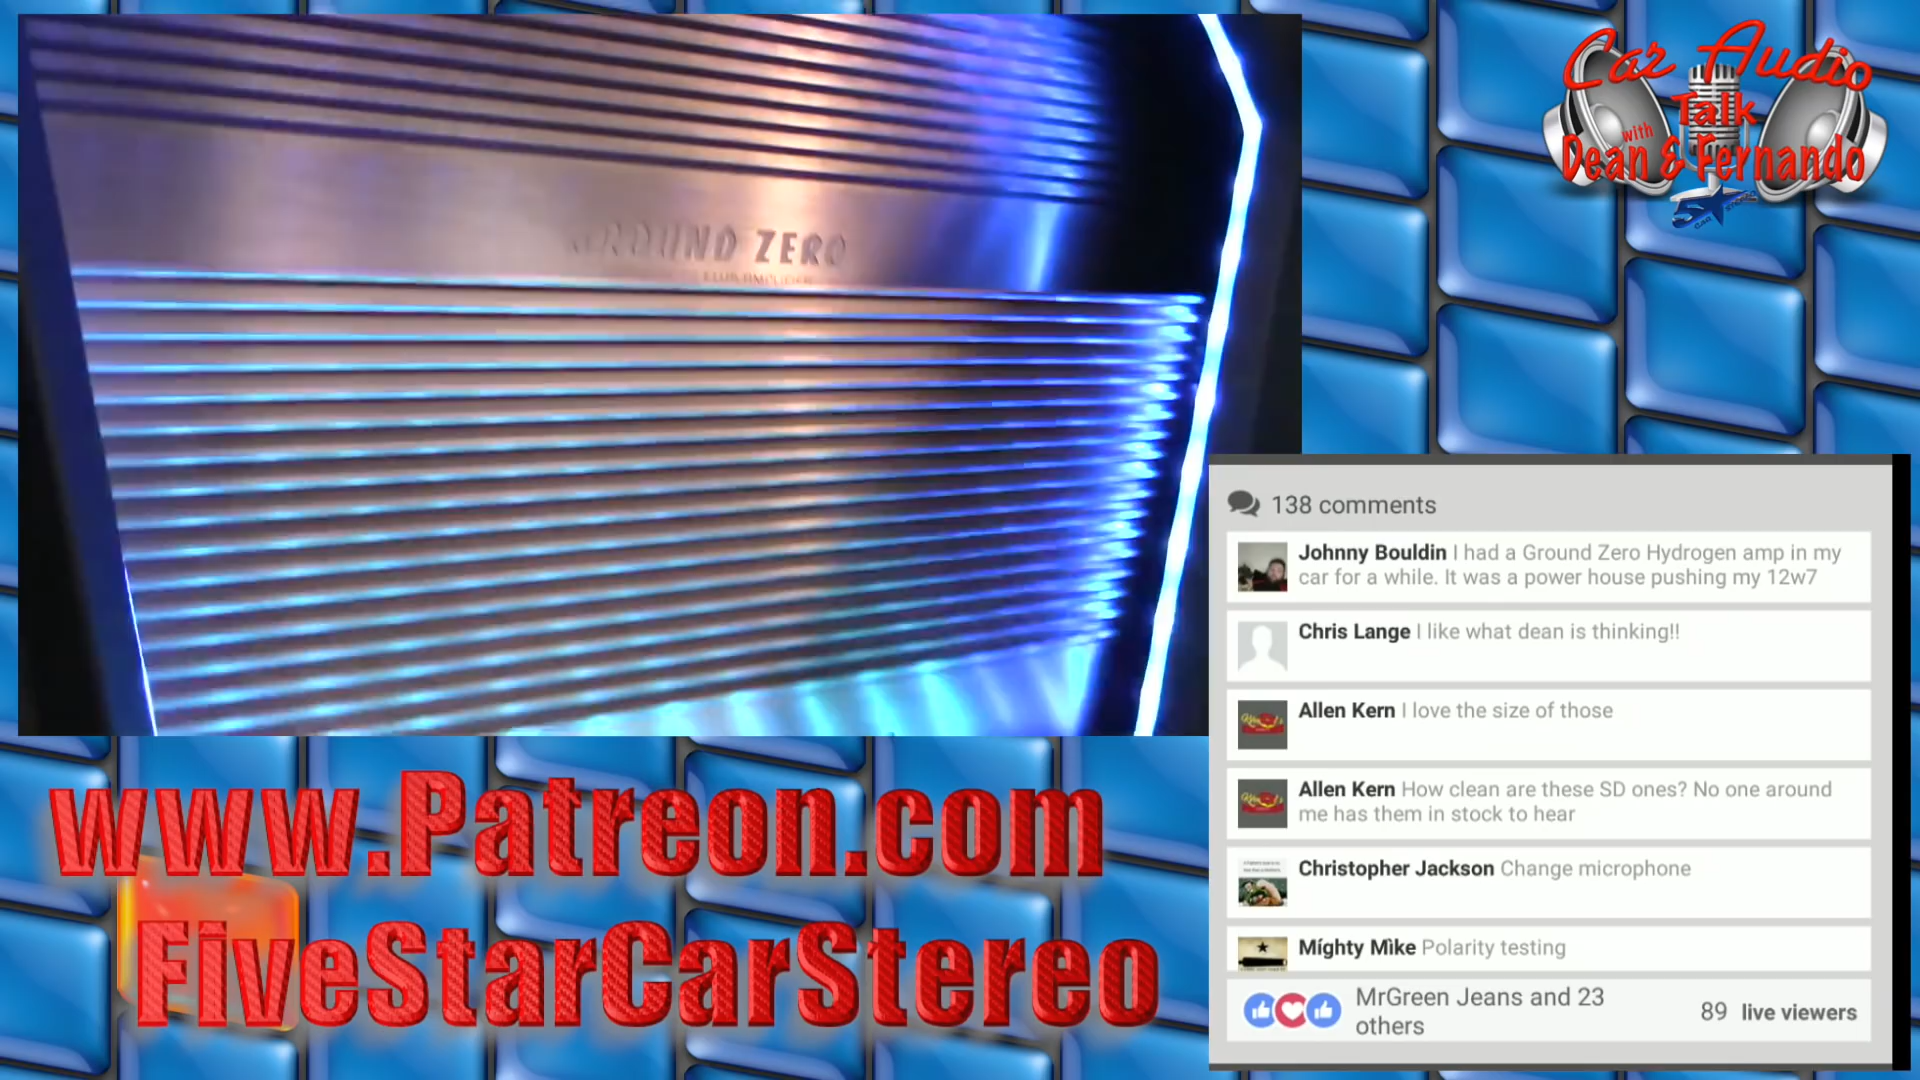 GROUND ZERO
Car Audio
Talk
with
Dean & Fernando
138 comments
Johnny Bouldin I had a Ground Zero Hydrogen amp in my
car for a while. It was a power house pushing my 12w7
Chris Lange I like what dean is thinking!!
Allen Kern I love the size of those
Allen Kern How clean are these SD ones? No one around
me has them in stock to hear
Christopher Jackson Change microphone
Míghty Mìke Polarity testing
MrGreen Jeans and 23
others
89 live viewers
www.Patreon.com
FiveStarCarStereo